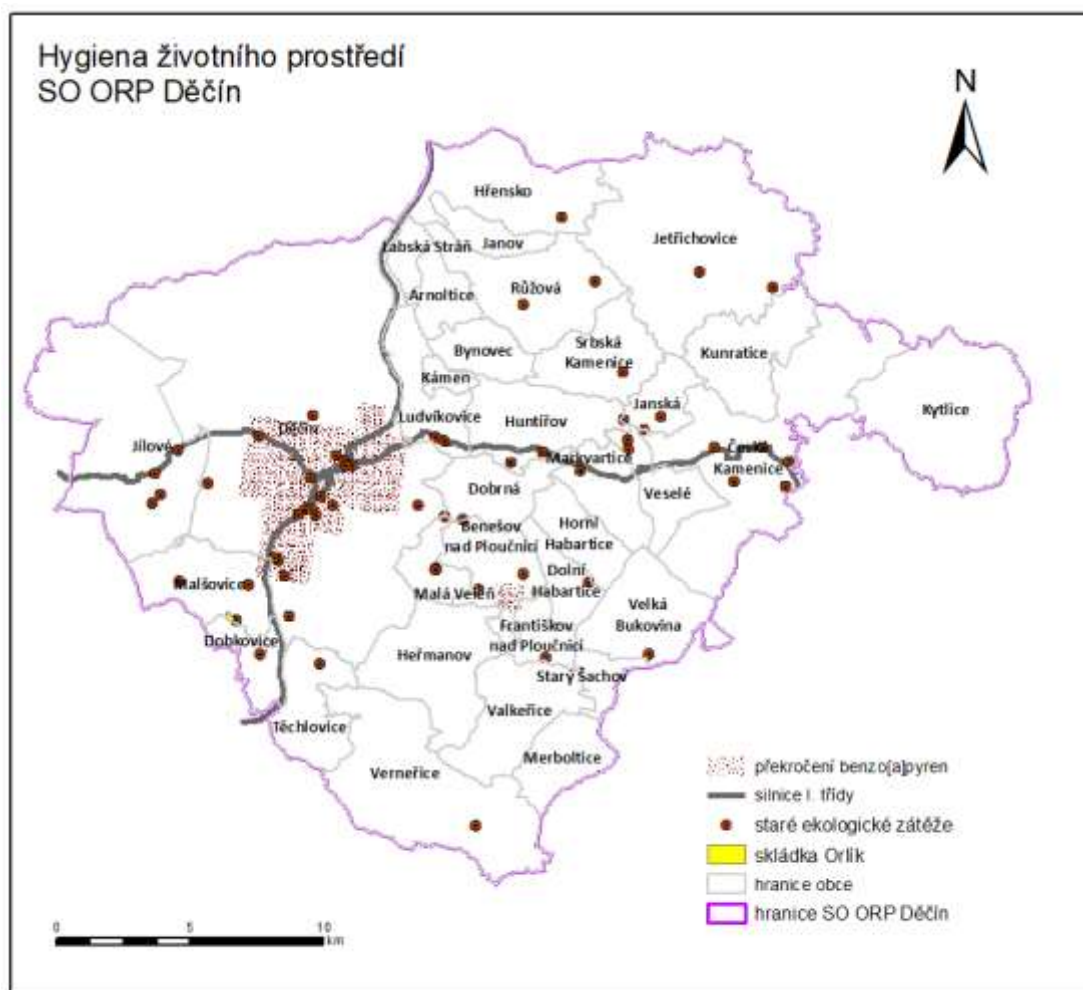 Hygiena životního prostředí
SO ORP Děčín
N
Hřensko
Jetřichovice
Labská Stráň
Janov
Růžová
Arnoltice
Srbská
Kamenice
Bynovec
Kunratice
Kámen
Kytlice
Janská
Ludvíkovice
Huntířov
Děčín
Jílové
Markvartice
Česká
Kamenice
Dobrná
Veselé
Benešov
nad Ploučnicí
Horní
Habartice
Malšovice
Malá Veleň
Dolní
Habartice
Velká
Bukovina
Františkov
nad Ploučnicí
Dobkovice
Heřmanov
Starý Šachov
Valkeřice
Těchlovice
Merboltice
Verneřice
překročení benzo[a]pyren
silnice I. třídy
staré ekologické zátěže
skládka Orlík
hranice obce
hranice SO ORP Děčín
0 5 10
km